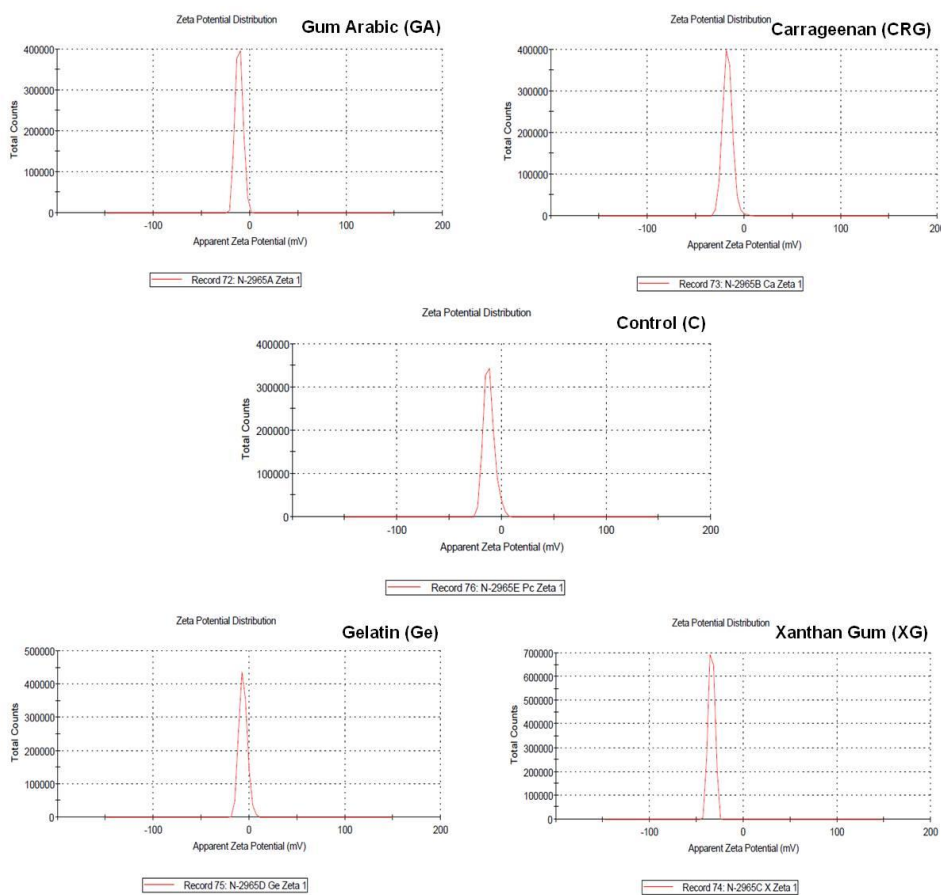 Zeta Potential Distribution
Gum Arabic (GA)
400000
300000
200000
100000
0
-100
0
100
200
Total Counts
Apparent Zeta Potential (mV)
Record 72: N-2965A Zeta 1
Zeta Potential Distribution
Carrageenan (CRG)
400000
300000
200000
100000
0
-100
0
100
200
Total Counts
Apparent Zeta Potential (mV)
Record 73: N-2965B Ca Zeta 1
Zeta Potential Distribution
Control (C)
400000
300000
200000
100000
0
-100
0
100
200
Total Counts
Apparent Zeta Potential (mV)
Record 76: N-2965E Pc Zeta 1
Zeta Potential Distribution
Gelatin (Ge)
500000
400000
300000
200000
100000
0
-100
0
100
200
Total Counts
Apparent Zeta Potential (mV)
Record 75: N-2965D Ge Zeta 1
Zeta Potential Distribution
Xanthan Gum (XG)
700000
600000
500000
400000
300000
200000
100000
0
-100
0
100
200
Total Counts
Apparent Zeta Potential (mV)
Record 74: N-2965C X Zeta 1